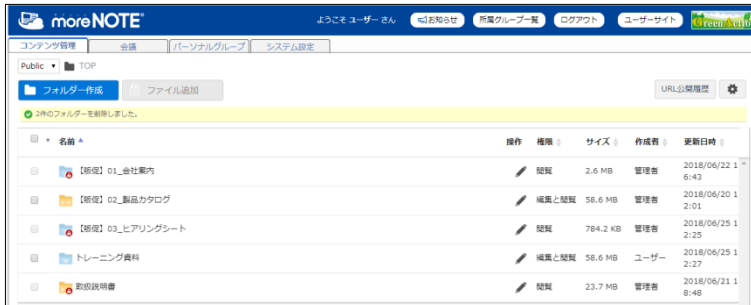 moreNOTE
ようこそ ユーザー さん
お知らせ
所属グループ一覧
ログアウト
ユーザーサイト
Green Actio
コンテンツ管理
会議
パーソナルグループ
システム設定
Public
TOP
フォルダー作成
ファイル追加
URL公開履歴
2件のフォルダーを削除しました。
名前 操作 権限 サイズ 作成者 更新日時
【販促】01_会社案内 閲覧 2.6 MB 管理者 2018/06/22 1
6:43
【販促】02_製品カタログ 編集と閲覧 58.6 MB 管理者 2018/06/20 1
2:01
【販促】03_ヒアリングシート 閲覧 784.2 KB 管理者 2018/06/25 1
2:25
トレーニング資料 編集と閲覧 58.6 MB ユーザー 2018/06/25 1
2:27
取扱説明書 閲覧 23.7 MB 管理者 2018/06/21 1
8:48